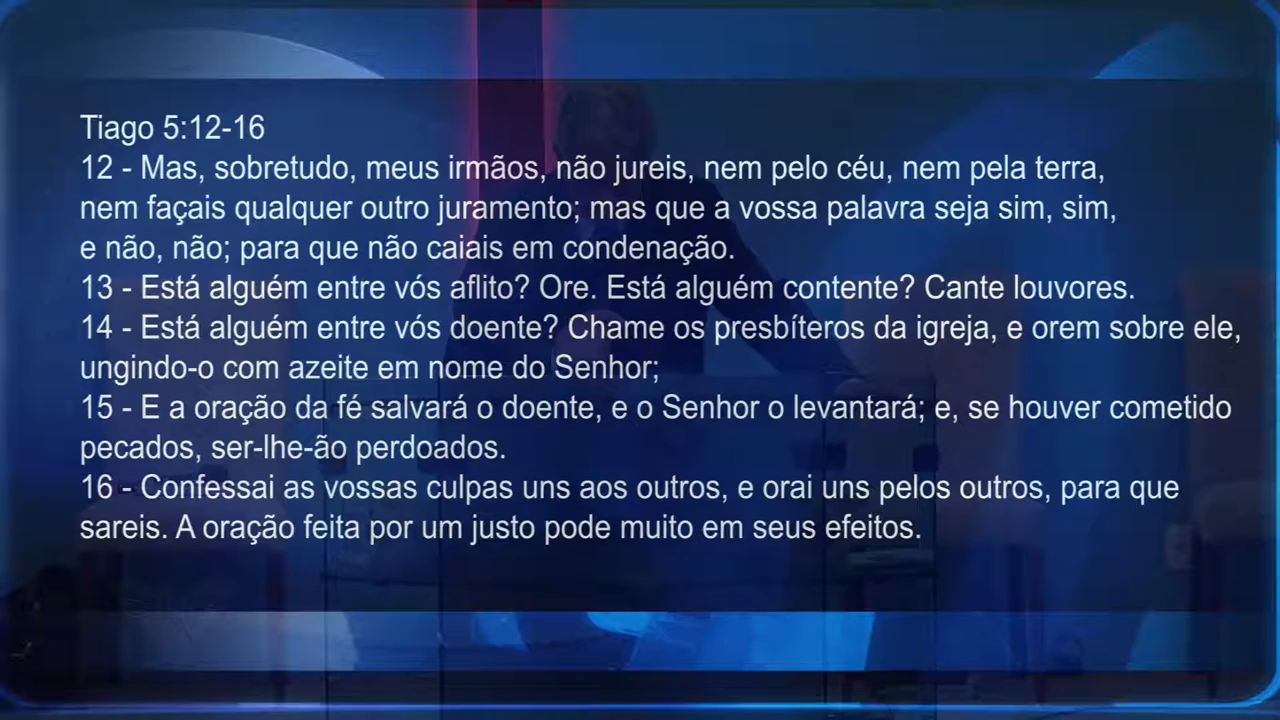 Tiago 5:12-16
12 - Mas, sobretudo, meus irmãos, não jureis, nem pelo céu, nem pela terra,
nem façais qualquer outro juramento; mas que a vossa palavra seja sim, sim,
e não, não; para que não caiais em condenação.
13 - Está alguém entre vós aflito? Ore. Está alguém contente? Cante louvores.
14 - Está alguém entre vós doente? Chame os presbíteros da igreja, e orem sobre ele,
ungindo-o com azeite em nome do Senhor;
15 - E a oração da fé salvará o doente, e o Senhor o levantará; e, se houver cometido
pecados, ser-lhe-ão perdoados.
16 - Confessai as vossas culpas uns aos outros, e orai uns pelos outros, para que
sareis. A oração feita por um justo pode muito em seus efeitos.